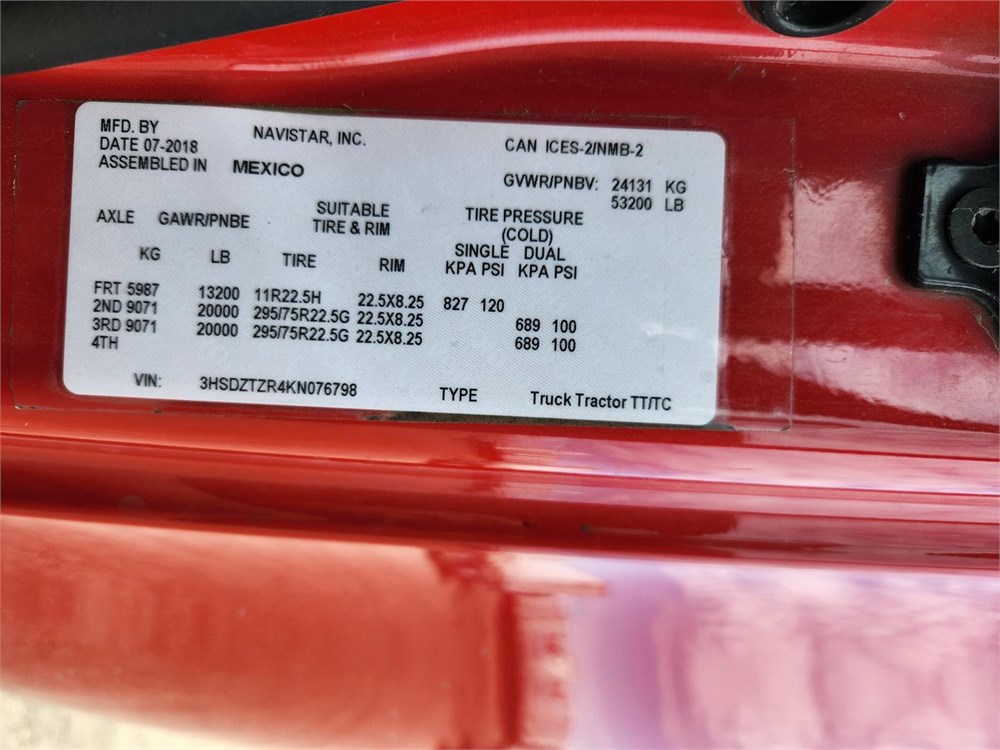 MFD. BY NAVISTAR, INC. CAN ICES-2/NMB-2
DATE 07-2018
ASSEMBLED IN MEXICO
GVWR/PNBV: 24131 KG
53200 LB
AXLE GAWR/PNBE SUITABLE TIRE PRESSURE
TIRE & RIM (COLD)
SINGLE DUAL
KG LB TIRE RIM KPA PSI KPA PSI
FRT 5987 13200 11R22.5H 22.5X8.25 827 120
2ND 9071 20000 295/75R22.5G 22.5X8.25 689 100
3RD 9071 20000 295/75R22.5G 22.5X8.25 689 100
4TH
VIN: 3HSDZTZR4KN076798 TYPE Truck Tractor TT/TC